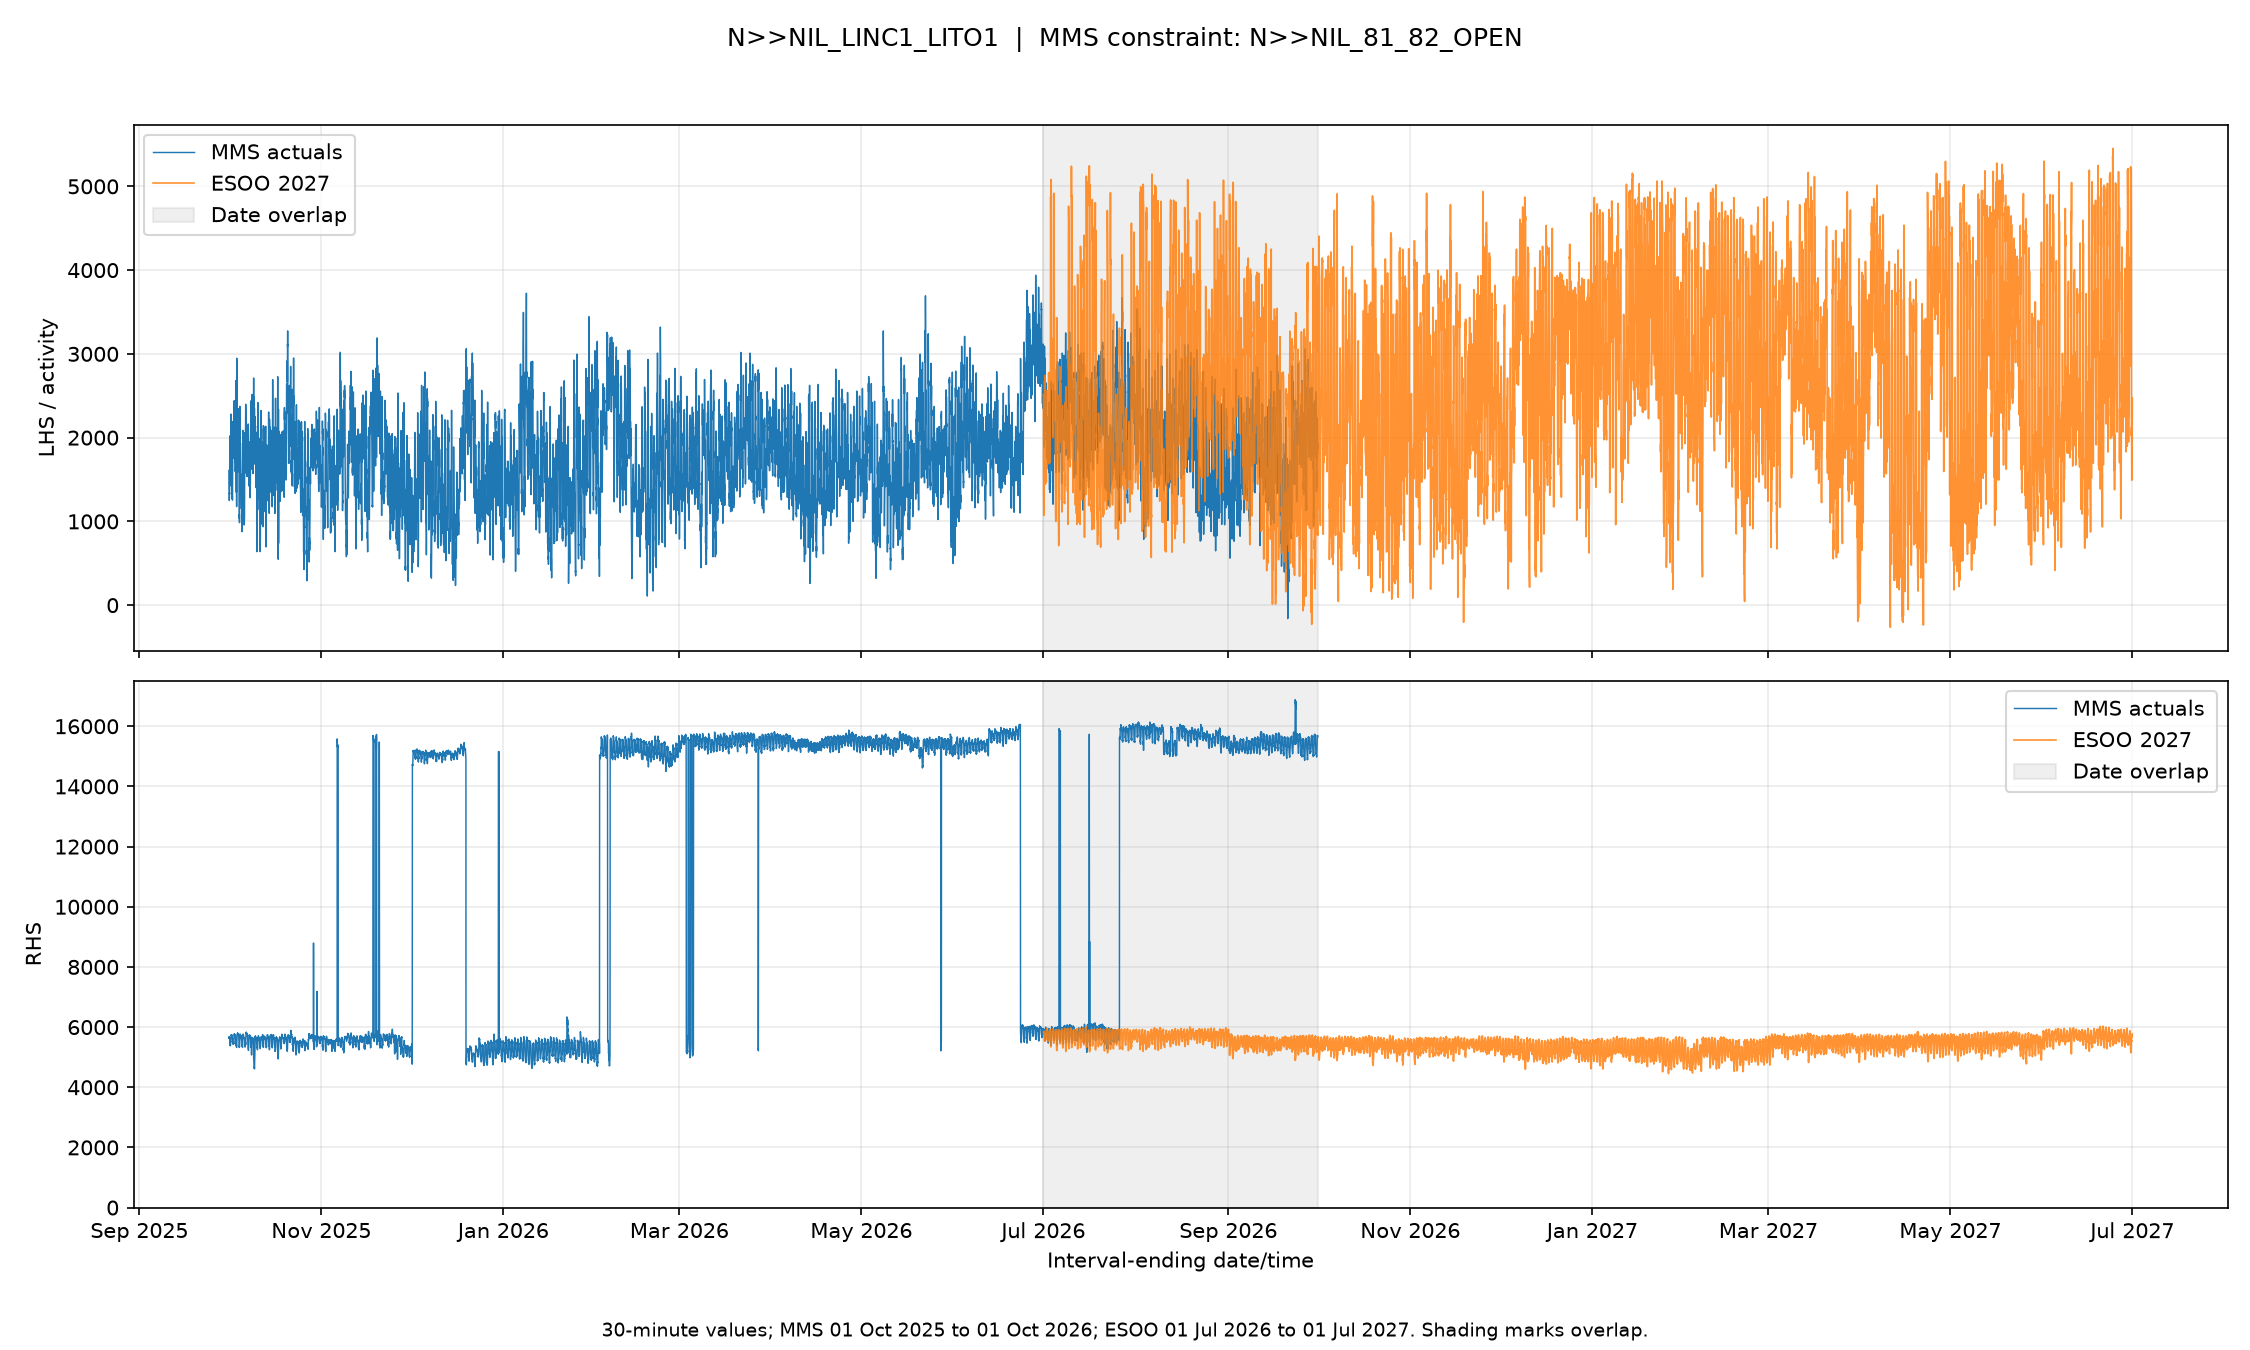 N>>NIL_LINC1_LITO1 | MMS constraint: N>>NIL_81_82_OPEN
MMS actuals
ESOO 2027
Date overlap
LHS / activity
5000
4000
3000
2000
1000
0
MMS actuals
ESOO 2027
Date overlap
RHS
16000
14000
12000
10000
8000
6000
4000
2000
0
Sep 2025 Nov 2025 Jan 2026 Mar 2026 May 2026 Jul 2026 Sep 2026 Nov 2026 Jan 2027 Mar 2027 May 2027 Jul 2027
Interval-ending date/time
30-minute values; MMS 01 Oct 2025 to 01 Oct 2026; ESOO 01 Jul 2026 to 01 Jul 2027. Shading marks overlap.